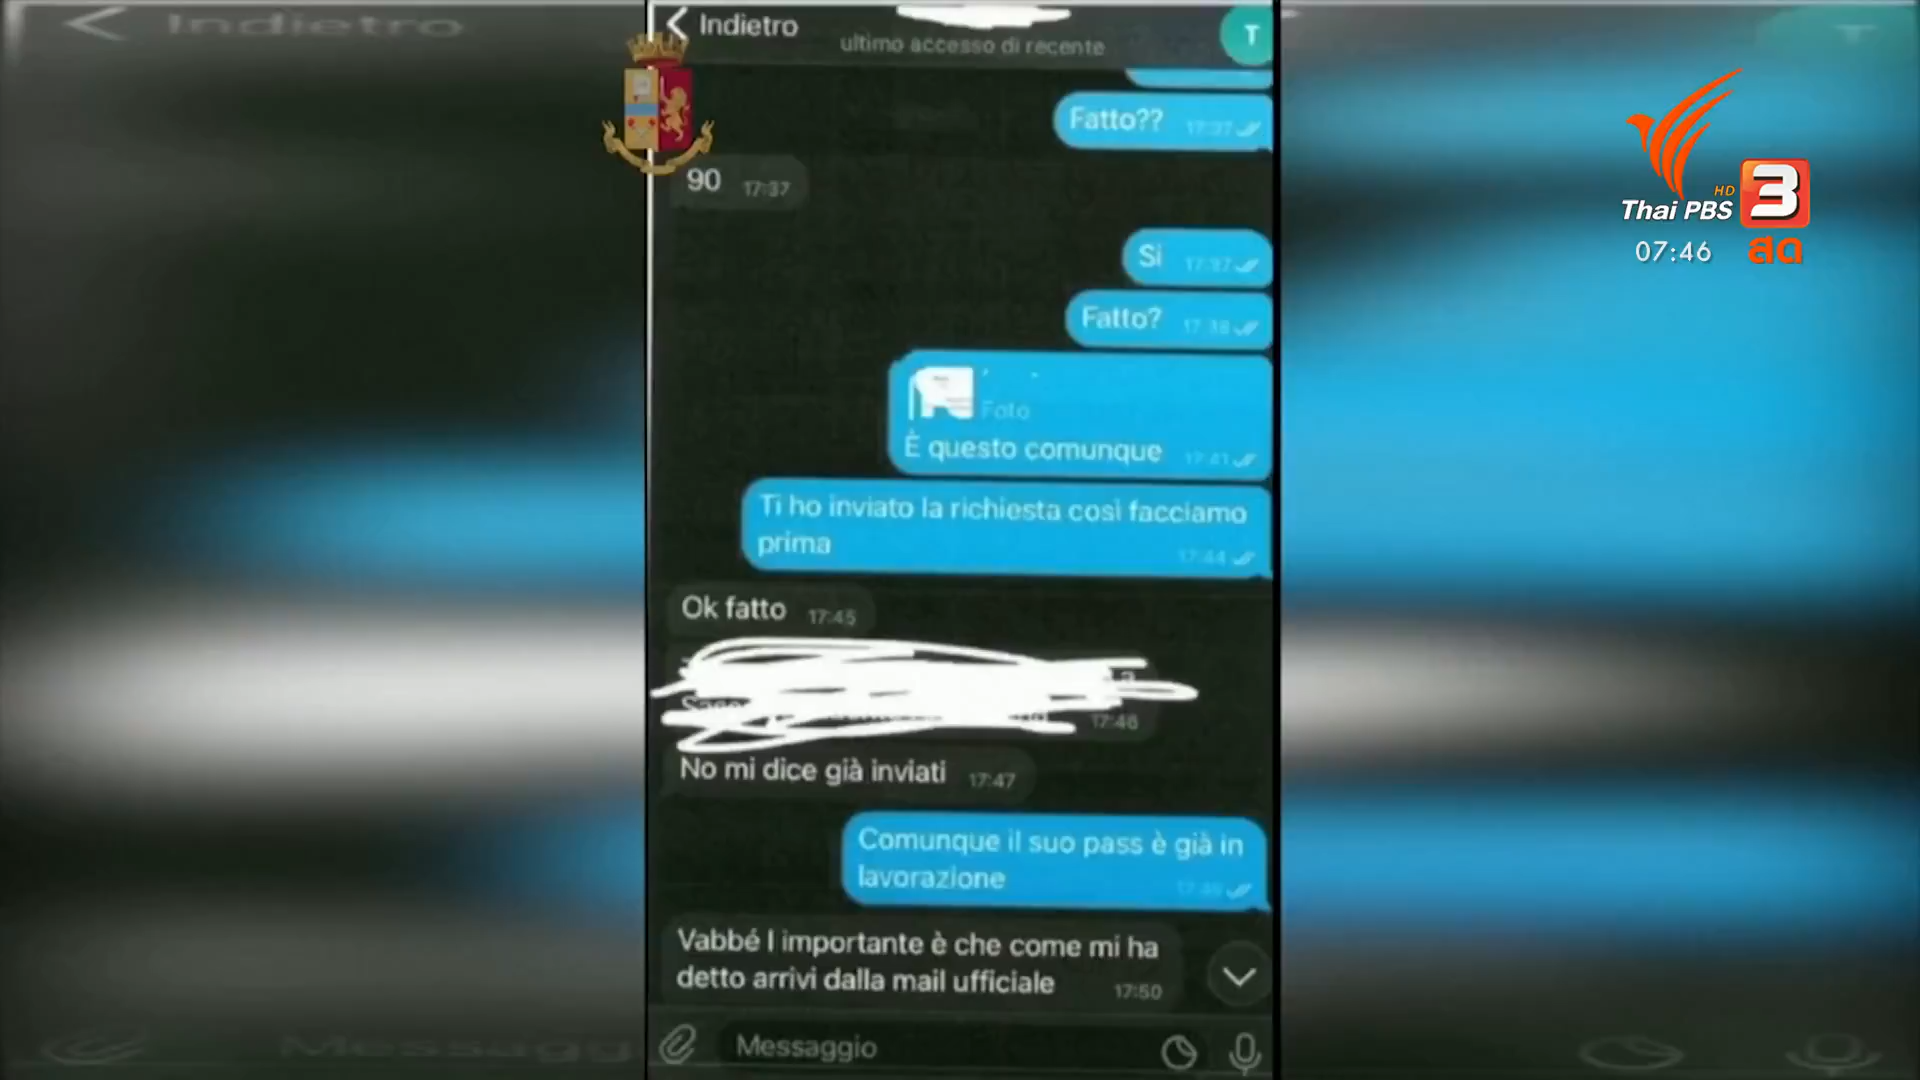 Indietro
ultimo accesso di recente
T
Fatto?? 17:37
90 17:37
Si 17:37
Fatto? 17:38
Foto
È questo comunque 17:41
Ti ho inviato la richiesta così facciamo
prima 17:44
Ok fatto 17:45
17:46
No mi dice già inviati 17:47
Comunque il suo pass è già in
lavorazione
Vabbé l importante è che come mi ha
detto arrivi dalla mail ufficiale 17:50
Messaggio
HD
Thai PBS 3
07:46 สด
Indietro
T